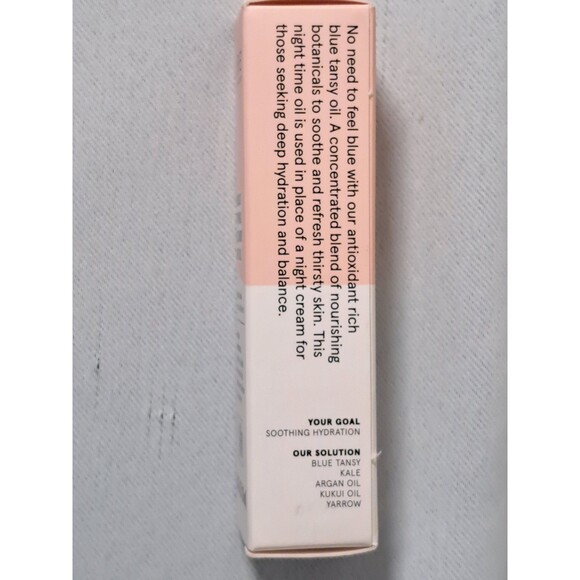 No need to feel blue with our antioxidant rich
blue tansy oil. A concentrated blend of nourishing
botanicals to soothe and refresh thirsty skin. This
night time oil is used in place of a night cream for
those seeking deep hydration and balance.
YOUR GOAL
SOOTHING HYDRATION
OUR SOLUTION
BLUE TANSY
KALE
ARGAN OIL
KUKUI OIL
YARROW